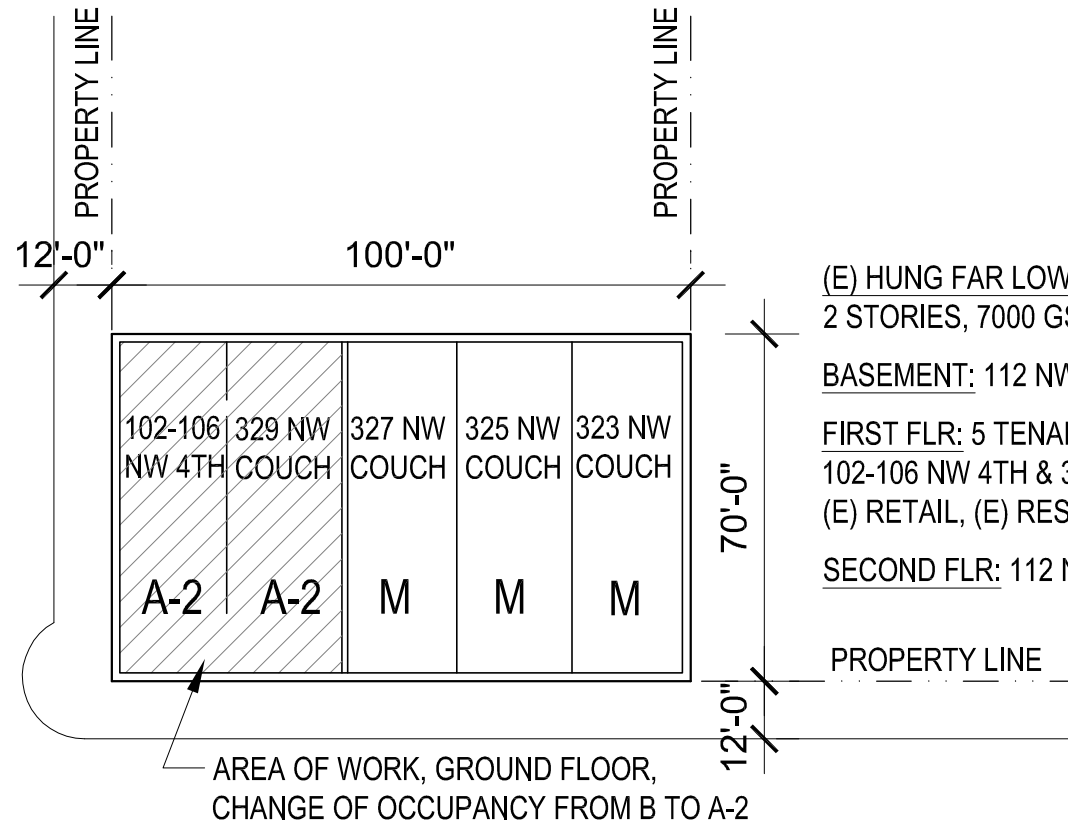 PROPERTY LINE
PROPERTY LINE
12'-0"
100'-0"
(E) HUNG FAR LOW
2 STORIES, 7000 GS
BASEMENT: 112 NW
FIRST FLR: 5 TENA
102-106 NW 4TH & 3
(E) RETAIL, (E) RES
SECOND FLR: 112 N
102-106
NW 4TH
329 NW
COUCH
327 NW
COUCH
325 NW
COUCH
323 NW
COUCH
70'-0"
A-2
A-2
M
M
M
PROPERTY LINE
12'-0"
AREA OF WORK, GROUND FLOOR,
CHANGE OF OCCUPANCY FROM B TO A-2